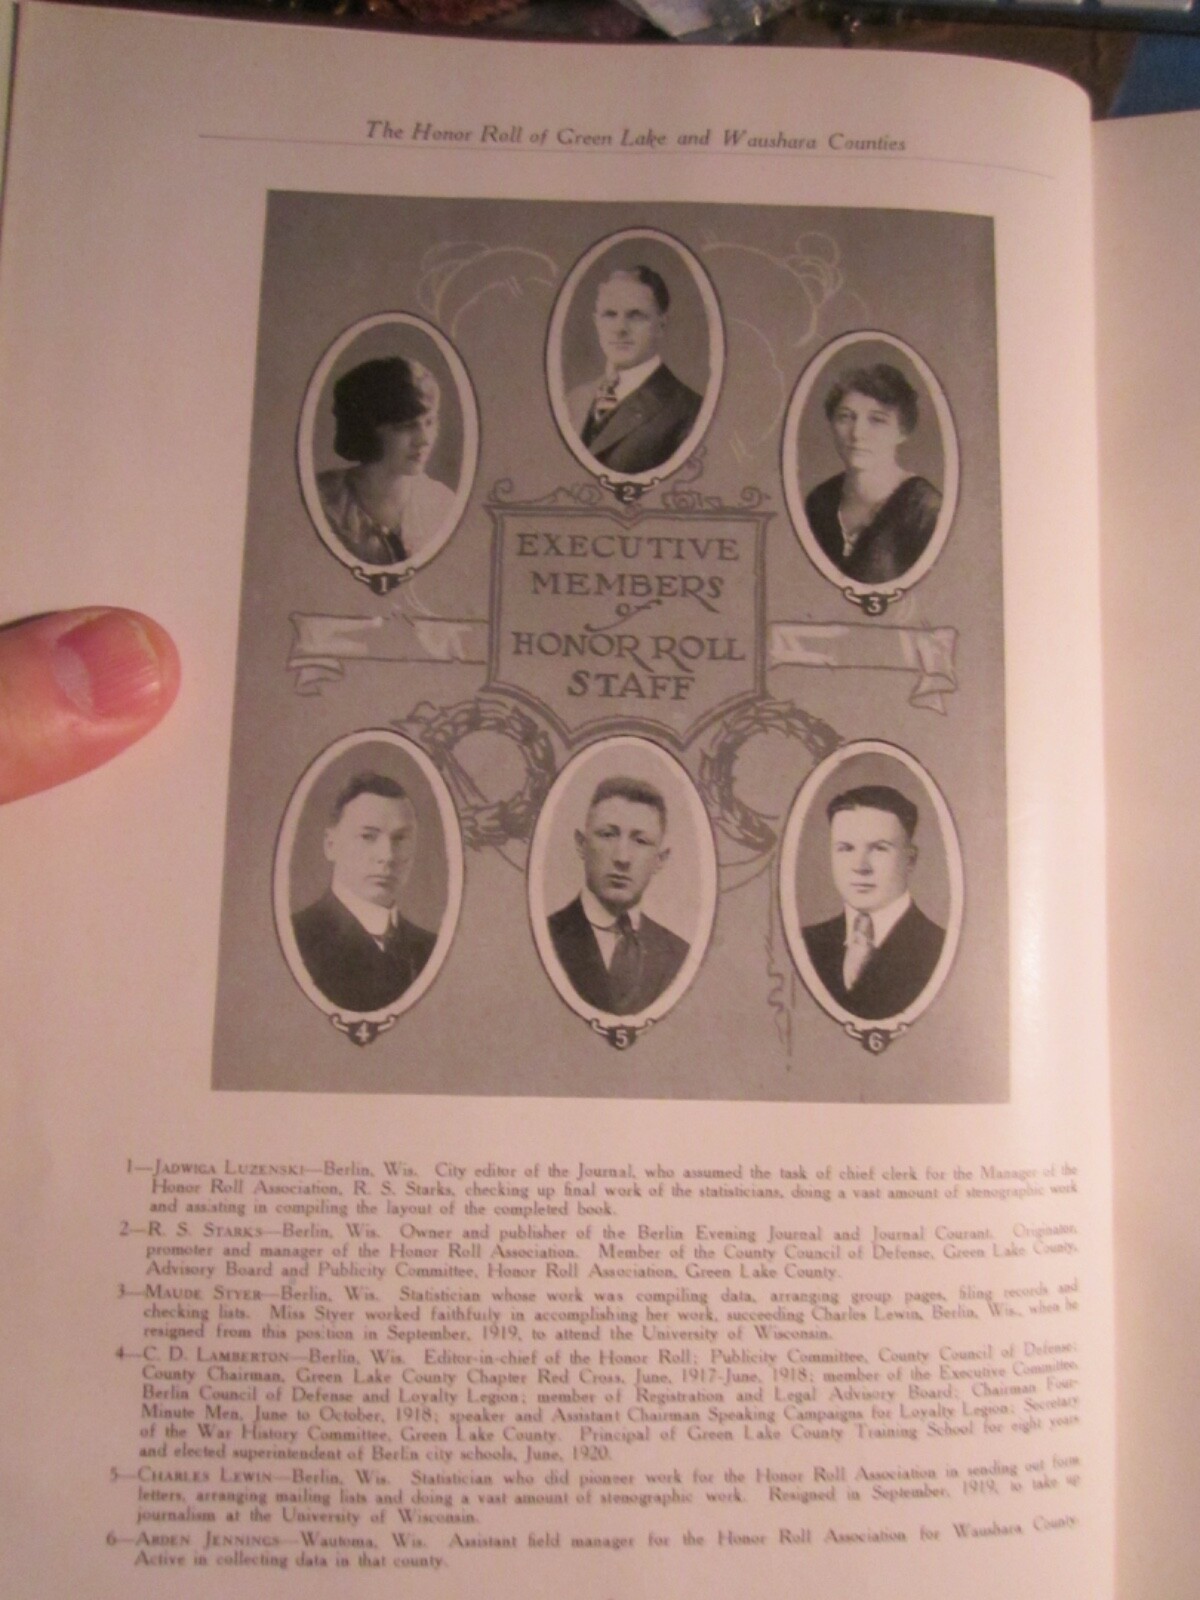 The Honor Roll of Green Lake and Waushara Counties
2
1
3
EXECUTIVE
MEMBERS
of
HONOR ROLL
STAFF
4
5
6
1—JADWIGA LUZENSKI—Berlin, Wis. City editor of the Journal, who assumed the task of chief clerk for the Manager of the
Honor Roll Association, R. S. Starks, checking up final work of the statisticians, doing a vast amount of stenographic work
and assisting in compiling the layout of the completed book.
2—R. S. STARKS—Berlin, Wis. Owner and publisher of the Berlin Evening Journal and Journal Courant. Originator,
promoter and manager of the Honor Roll Association. Member of the County Council of Defense, Green Lake County,
Advisory Board and Publicity Committee, Honor Roll Association, Green Lake County.
3—MAUDE STYER—Berlin, Wis. Statistician whose work was compiling data, arranging group pages, filing records and
checking lists. Miss Styer worked faithfully in accomplishing her work, succeeding Charles Lewin, Berlin, Wis., when he
resigned from this position in September, 1919, to attend the University of Wisconsin.
4—C. D. LAMBERTON—Berlin, Wis. Editor-in-chief of the Honor Roll; Publicity Committee, County Council of Defense;
County Chairman, Green Lake County Chapter Red Cross, June, 1917-June, 1918; member of the Executive Committee
Berlin Council of Defense and Loyalty Legion; member of Registration and Legal Advisory Board; Chairman Four-
Minute Men, June to October, 1918; speaker and Assistant Chairman Speaking Campaigns for Loyalty Legion; Secretary
of the War History Committee, Green Lake County. Principal of Green Lake County Training School for eight years
and elected superintendent of Berlin city schools, June, 1920.
5—CHARLES LEWIN—Berlin, Wis. Statistician who did pioneer work for the Honor Roll Association in sending out form
letters, arranging mailing lists and doing a vast amount of stenographic work. Resigned in September, 1919, to take up
journalism at the University of Wisconsin.
6—ARDEN JENNINGS—Wautoma, Wis. Assistant field manager for the Honor Roll Association for Waushara County.
Active in collecting data in that county.